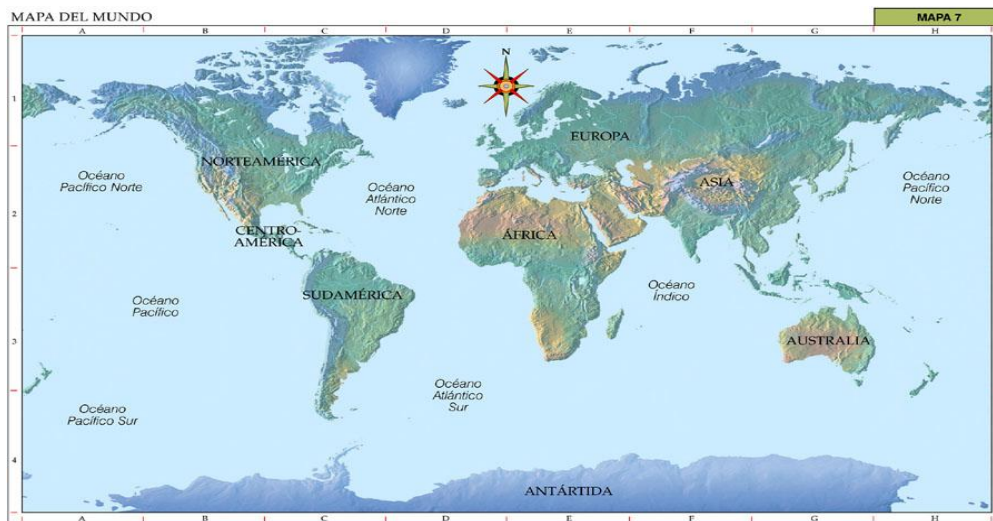 MAPA DEL MUNDO
MAPA 7
A B C D E F G H
N
1
EUROPA
NORTEAMÉRICA
Océano
Pacífico Norte
ASIA
Océano
Pacífico
Norte
Océano
Atlántico
Norte
2
CENTRO-
AMÉRICA
ÁFRICA
Océano
Índico
SUDAMÉRICA
Océano
Pacífico
3
AUSTRALIA
Océano
Atlántico
Sur
Océano
Pacífico Sur
4
ANTÁRTIDA
A B C D E F G H